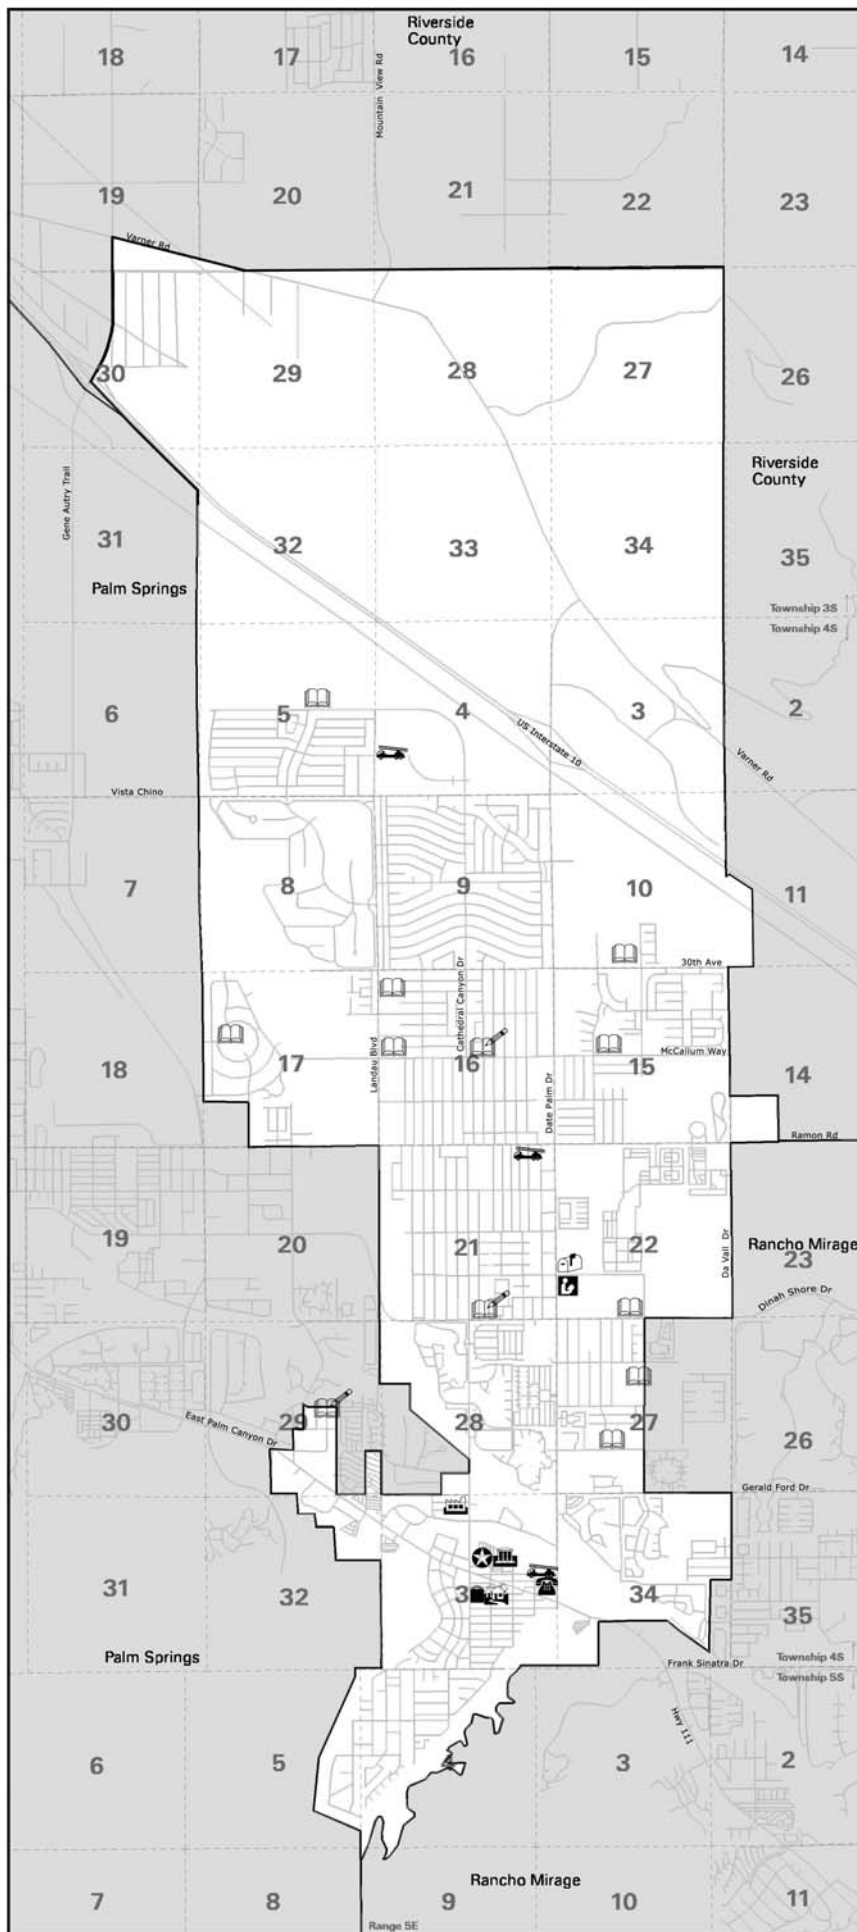 Riverside
County
18
17
16
15
14
Mountain View Rd
19
20
21
22
23
Varner Rd
30
29
28
27
26
Gene Autry Trail
Riverside
County
31
32
33
34
35
Palm Springs
Township 3S
Township 4S
6
5
4
3
2
US Interstate 10
Varner Rd
Vista Chino
7
8
9
10
11
30th Ave
Cathedral Canyon Dr
Landau Blvd
McCallum Way
18
17
16
15
14
Date Palm Dr
Ramon Rd
19
20
21
22
Da Vall Dr
Rancho Mirage
23
Dinah Shore Dr
30
East Palm Canyon Dr
29
28
27
26
Gerald Ford Dr
31
32
3
34
35
Palm Springs
Frank Sinatra Dr
Township 4S
Township 5S
Hwy 111
6
5
4
3
2
Rancho Mirage
7
8
9
10
11
Range 5E